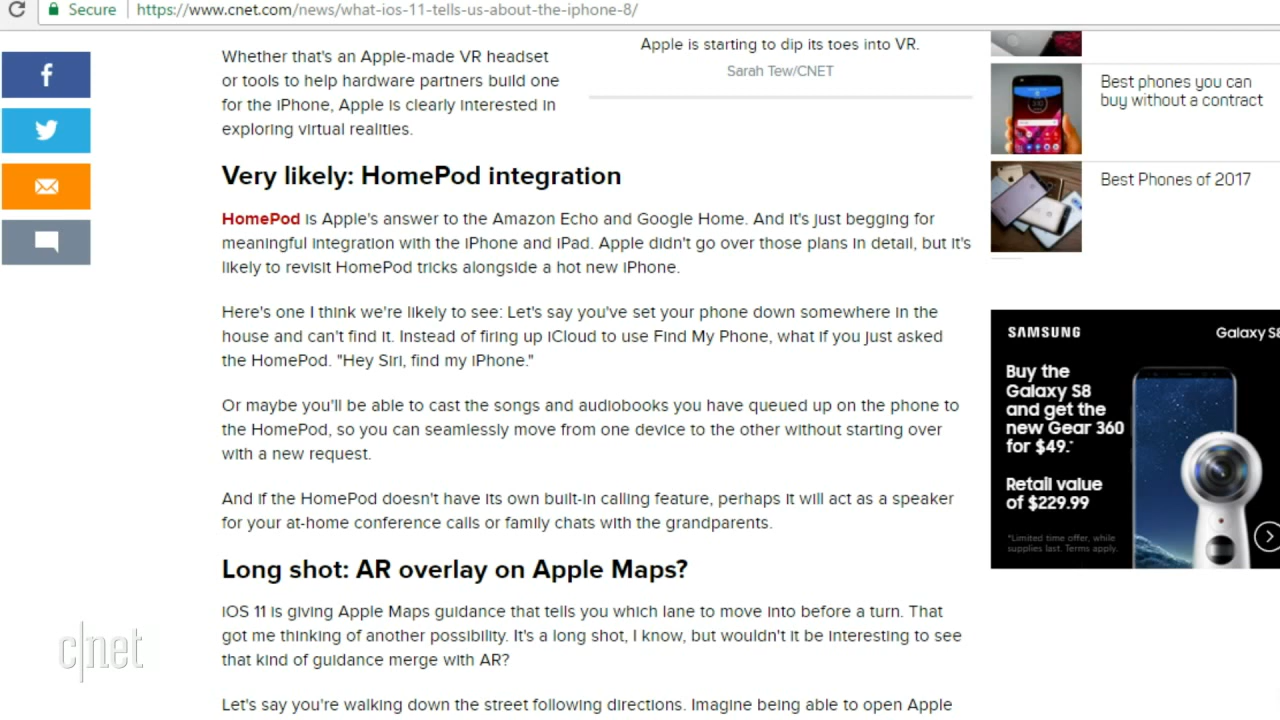 Secure https://www.cnet.com/news/what-ios-11-tells-us-about-the-iphone-8/
Whether that's an Apple-made VR headset
or tools to help hardware partners build one
for the iPhone, Apple is clearly interested in
exploring virtual realities.
Apple is starting to dip its toes into VR.
Sarah Tew/CNET
Very likely: HomePod integration
HomePod is Apple's answer to the Amazon Echo and Google Home. And it's just begging for
meaningful integration with the iPhone and iPad. Apple didn't go over those plans in detail, but it's
likely to revisit HomePod tricks alongside a hot new iPhone.
Here's one I think we're likely to see: Let's say you've set your phone down somewhere in the
house and can't find it. Instead of firing up iCloud to use Find My Phone, what if you just asked
the HomePod. "Hey Siri, find my iPhone."
Or maybe you'll be able to cast the songs and audiobooks you have queued up on the phone to
the HomePod, so you can seamlessly move from one device to the other without starting over
with a new request.
And if the HomePod doesn't have its own built-in calling feature, perhaps it will act as a speaker
for your at-home conference calls or family chats with the grandparents.
Long shot: AR overlay on Apple Maps?
iOS 11 is giving Apple Maps guidance that tells you which lane to move into before a turn. That
got me thinking of another possibility. It's a long shot, I know, but wouldn't it be interesting to see
that kind of guidance merge with AR?
Let's say you're walking down the street following directions. Imagine being able to open Apple
Best phones you can
buy without a contract
Best Phones of 2017
SAMSUNG Galaxy S8
Buy the
Galaxy S8
and get the
new Gear 360
for $49.*
Retail value
of $229.99
*Limited time offer, while
supplies last. Terms apply.
c|net